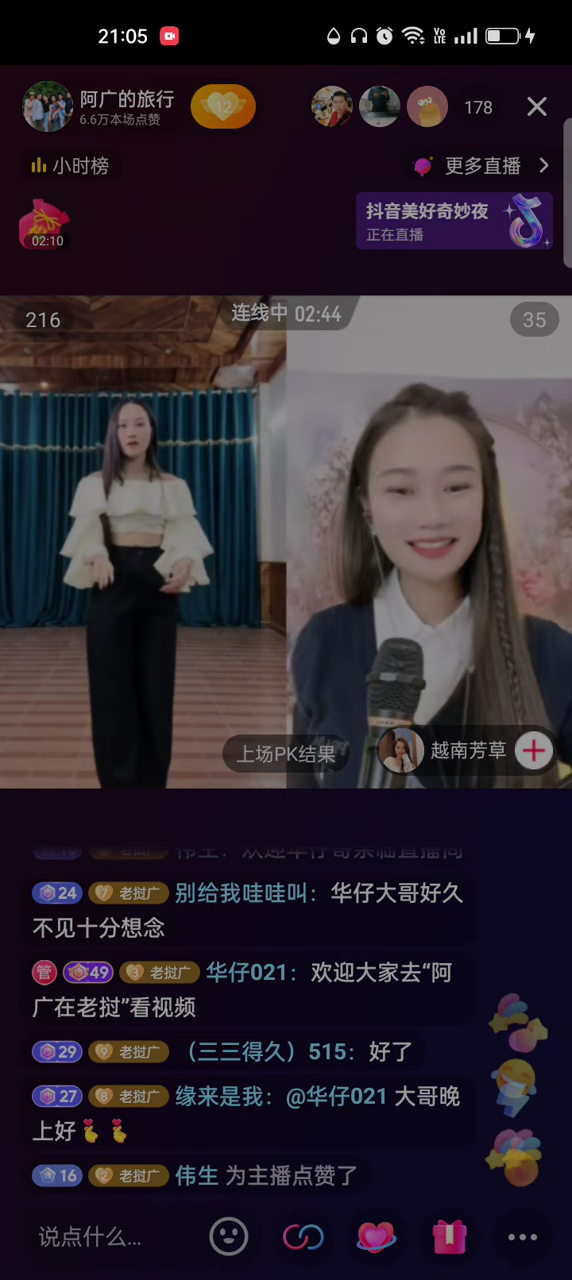 21:05
VoLTE
阿广的旅行
6.6万本场点赞
12
178
小时榜
更多直播
02:10
抖音美好奇妙夜
正在直播
216
连线中 02:44
35
上场PK结果
越南芳草
24 7 老挝广 别给我哇哇叫：华仔大哥好久
不见十分想念
管 49 3 老挝广 华仔021：欢迎大家去“阿
广在老挝”看视频
29 9 老挝广 （三三得久）515：好了
27 8 老挝广 缘来是我：@华仔021 大哥晚
上好
16 2 老挝广 伟生 为主播点赞了
说点什么...